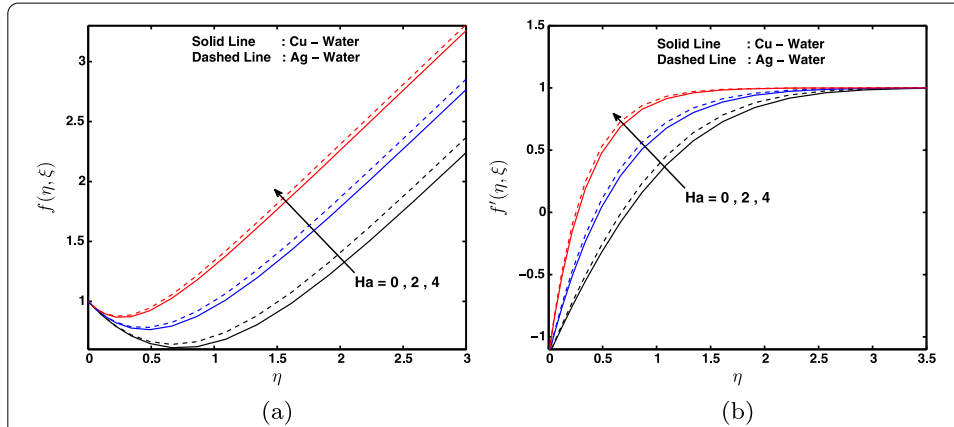 Solid Line : Cu – Water
Dashed Line : Ag – Water
f(η, ξ)
3
2.5
2
1.5
1
Ha = 0 , 2 , 4
0 0.5 1 1.5 2 2.5 3
η
(a)
Solid Line : Cu – Water
Dashed Line : Ag – Water
f′(η, ξ)
1.5
1
0.5
0
−0.5
−1
Ha = 0 , 2 , 4
0 0.5 1 1.5 2 2.5 3 3.5
η
(b)